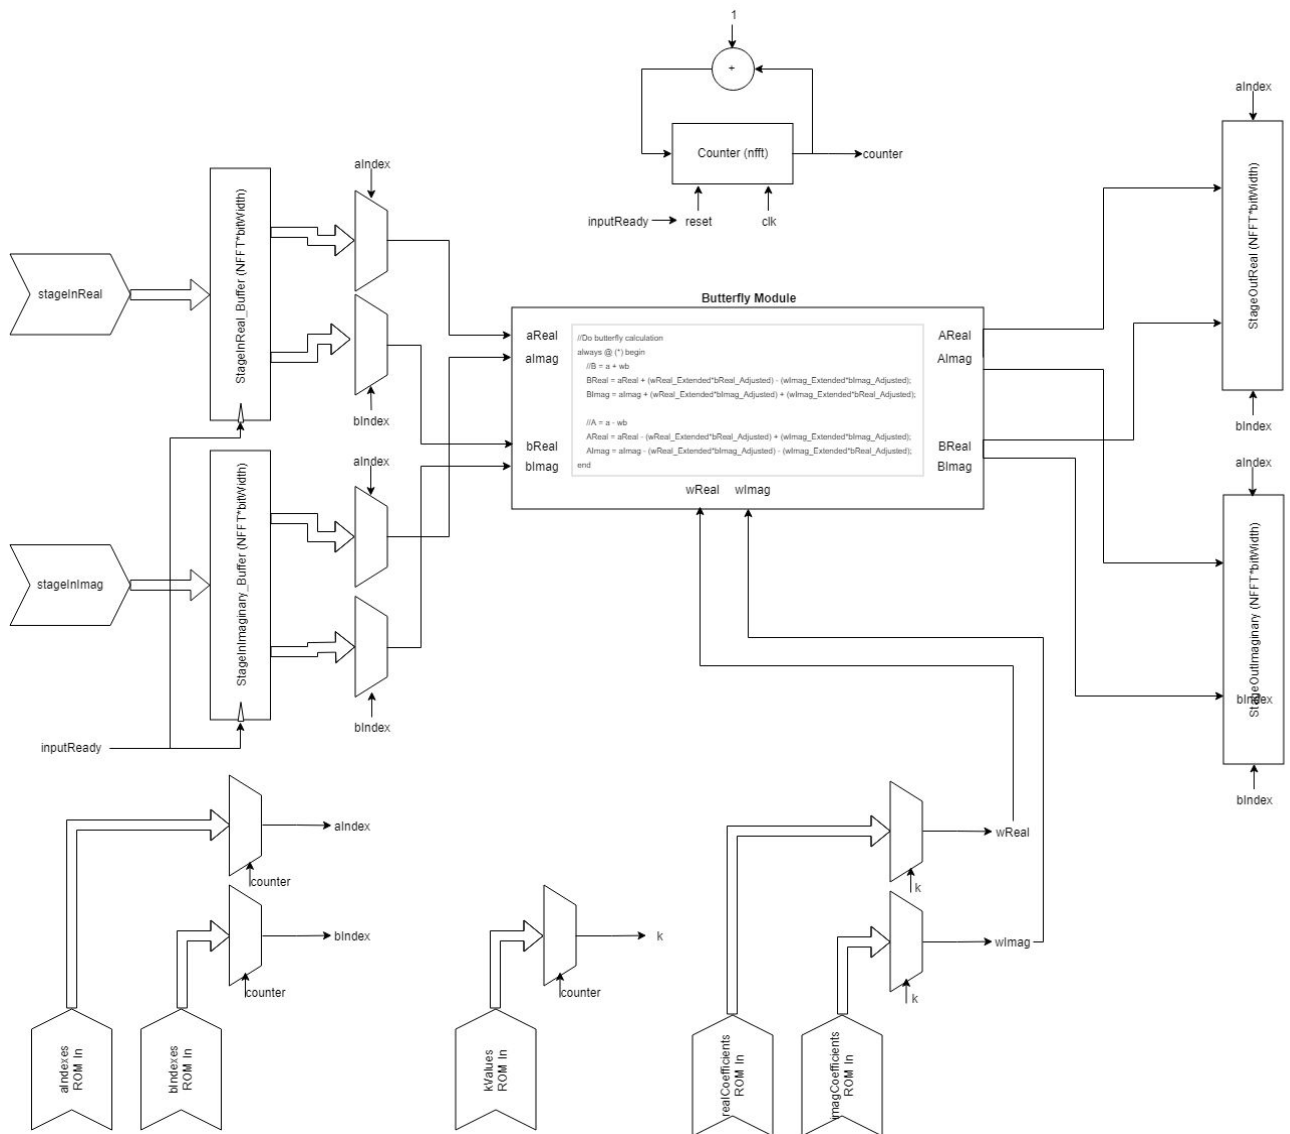 1
+
Counter (nfft)
counter
inputReady
reset
clk
aIndex
StageInReal_Buffer (NFFT*bitWidth)
stageInReal
bIndex
aIndex
StageInImaginary_Buffer (NFFT*bitWidth)
stageInImag
bIndex
inputReady
Butterfly Module
aReal
aImag
bReal
bImag
//Do butterfly calculation
always @ (*) begin
//B = a + wb
BReal = aReal + (wReal_Extended*bReal_Adjusted) - (wImag_Extended*bImag_Adjusted);
BImag = aImag + (wReal_Extended*bImag_Adjusted) + (wImag_Extended*bReal_Adjusted);
//A = a - wb
AReal = aReal - (wReal_Extended*bReal_Adjusted) + (wImag_Extended*bImag_Adjusted);
AImag = aImag - (wReal_Extended*bImag_Adjusted) - (wImag_Extended*bReal_Adjusted);
end
AReal
AImag
BReal
BImag
wReal wImag
aIndex
StageOutReal (NFFT*bitWidth)
bIndex
aIndex
StageOutImaginary (NFFT*bitWidth)
bIndex
bIndex
aIndex
counter
bIndex
counter
k
counter
wReal
k
wImag
k
aIndexes
ROM In
bIndexes
ROM In
kValues
ROM In
realCoefficients
ROM In
imagCoefficients
ROM In